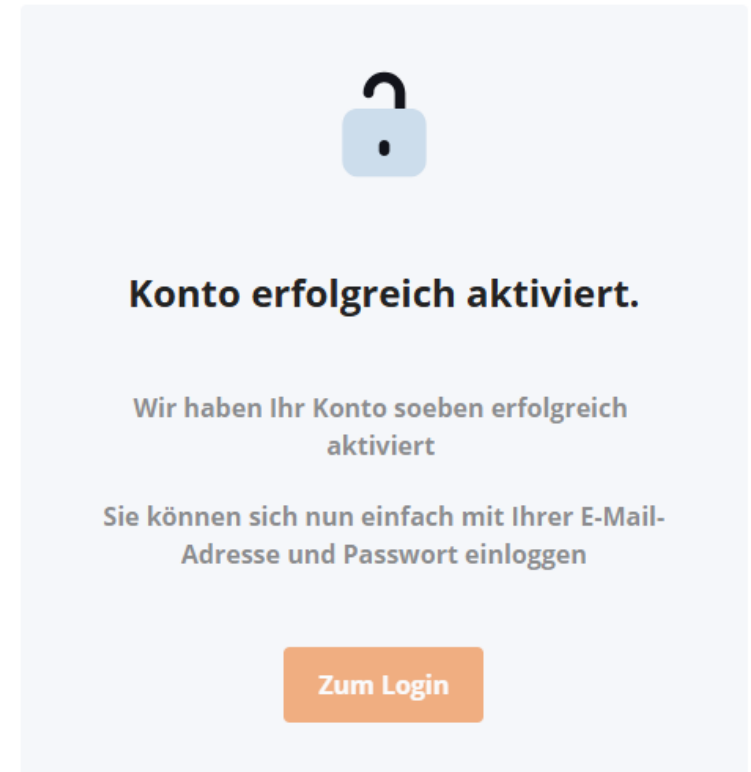 Konto erfolgreich aktiviert.
Wir haben Ihr Konto soeben erfolgreich
aktiviert
Sie können sich nun einfach mit Ihrer E-Mail-
Adresse und Passwort einloggen
Zum Login